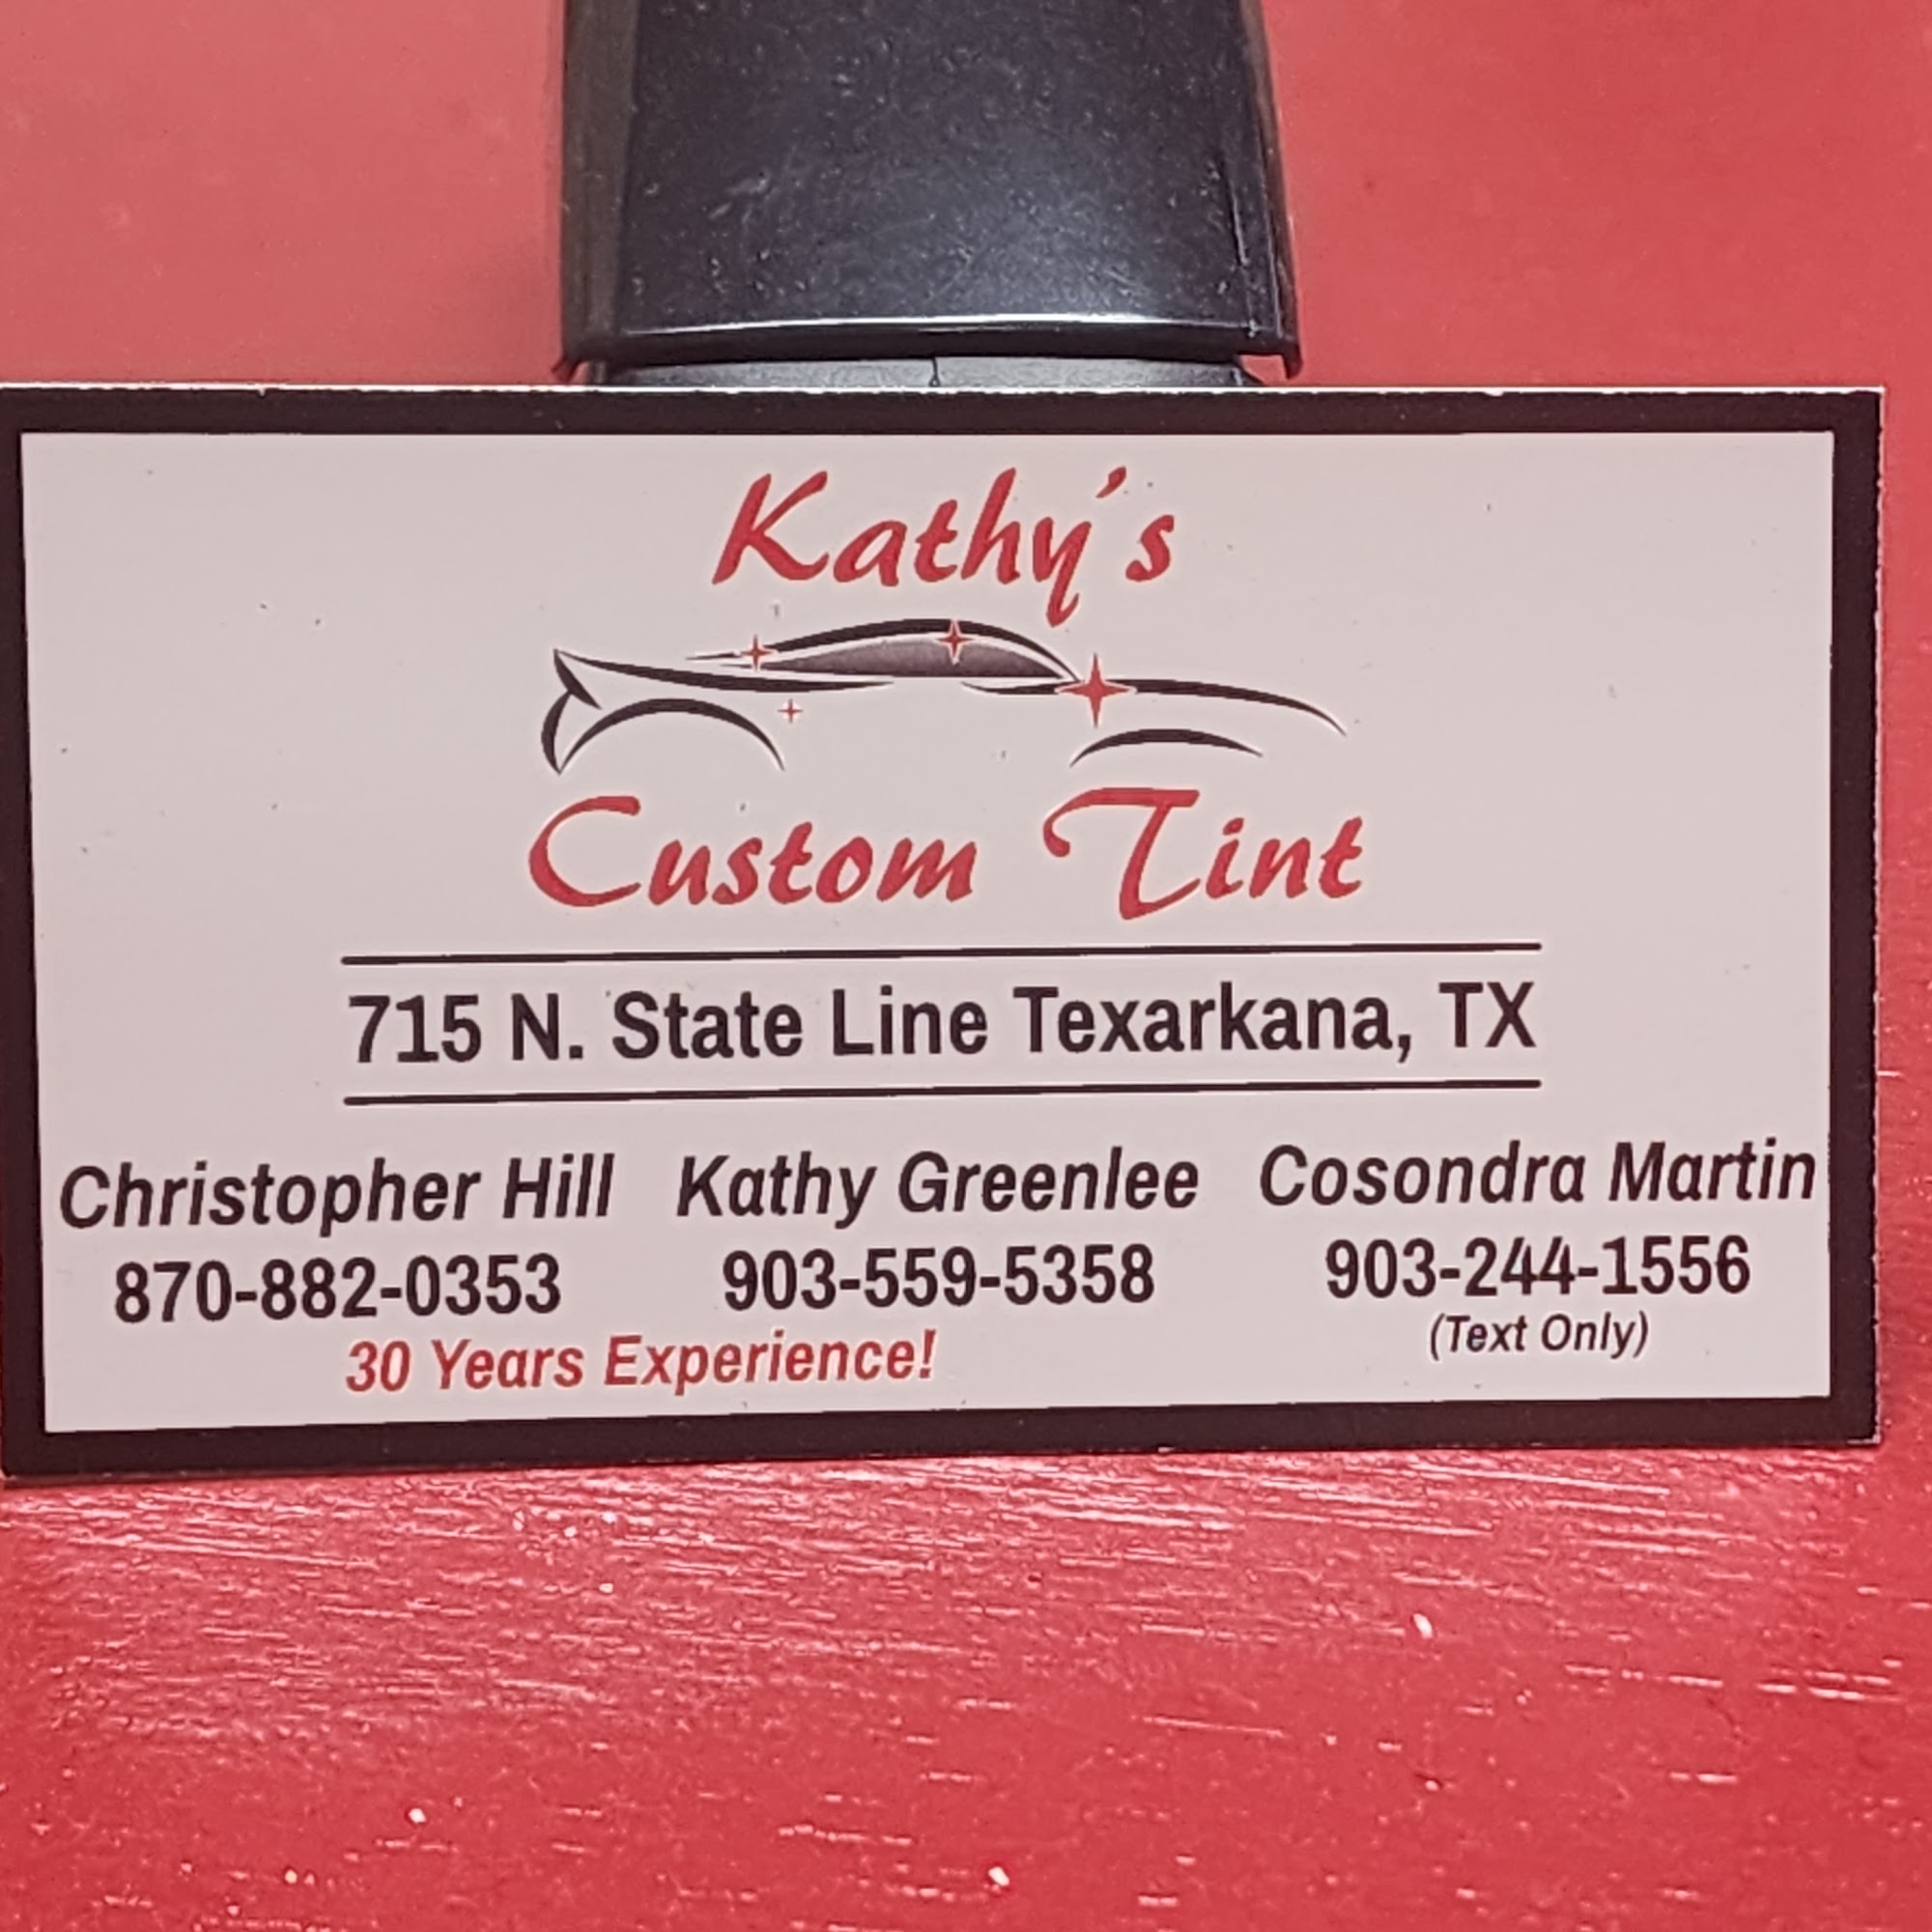 Kathy's
Custom Tint
715 N. State Line Texarkana, TX
Christopher Hill Kathy Greenlee Cosondra Martin
870-882-0353 903-559-5358 903-244-1556
(Text Only)
30 Years Experience!